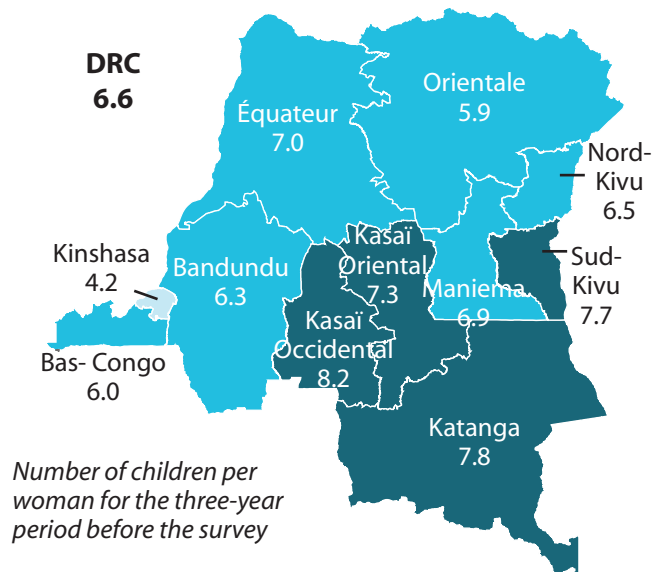 DRC
6.6
Orientale
5.9
Équateur
7.0
Nord-
Kivu
6.5
Kasaï
Oriental
7.3
Kinshasa
4.2
Bandundu
6.3
Sud-
Kivu
7.7
Maniema
6.9
Kasaï
Occidental
8.2
Bas- Congo
6.0
Katanga
7.8
Number of children per
woman for the three-year
period before the survey